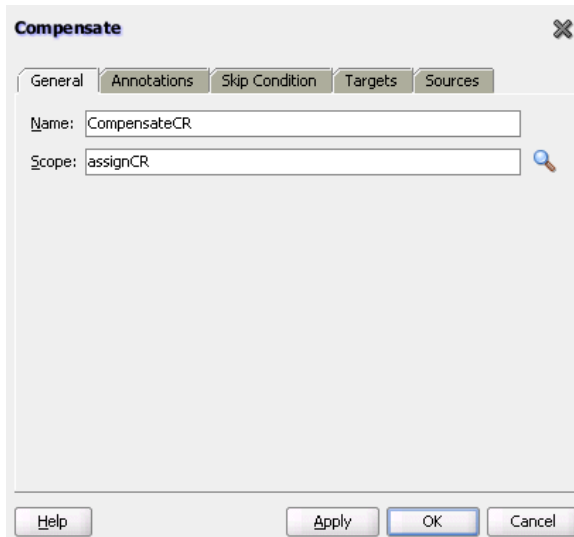 Compensate
General Annotations Skip Condition Targets Sources
Name: CompensateCR
Scope: assignCR
Help Apply OK Cancel